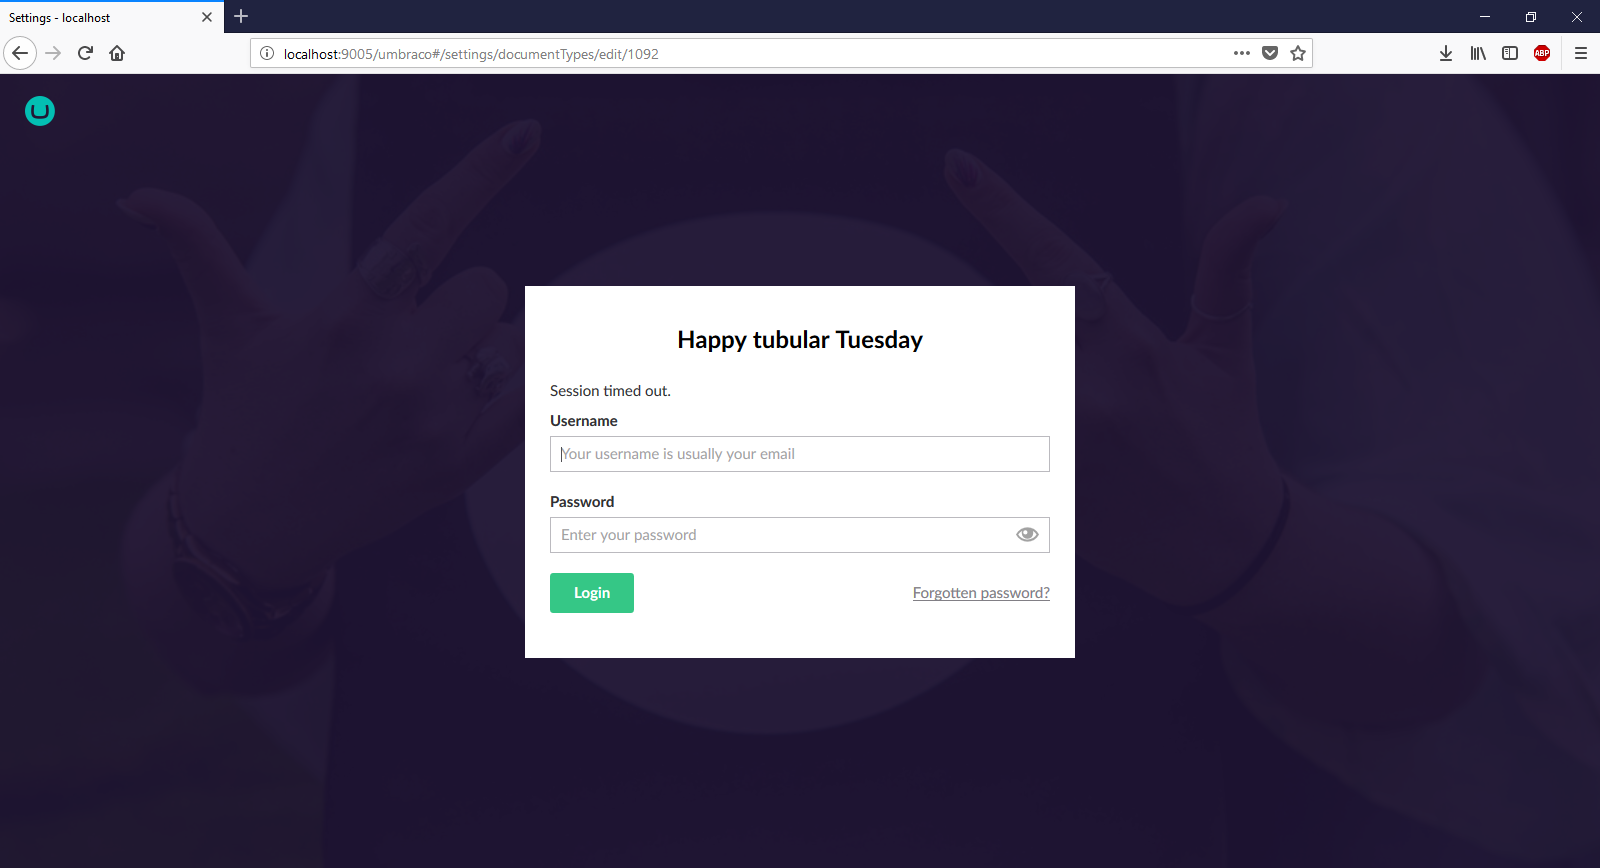 Settings - localhost
localhost:9005/umbraco#/settings/documentTypes/edit/1092
ABP
Happy tubular Tuesday
Session timed out.
Username
Your username is usually your email
Password
Enter your password
Login
Forgotten password?